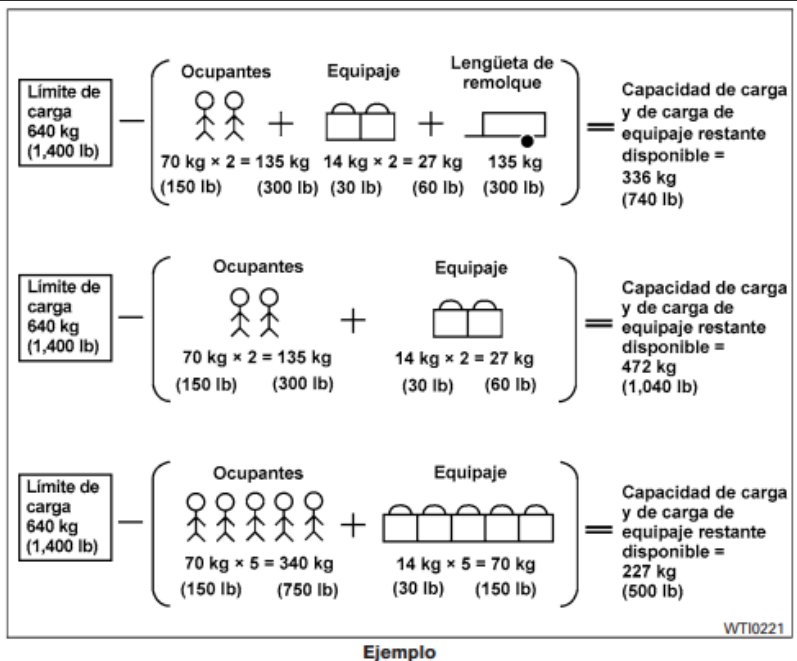 Límite de
carga
640 kg
(1,400 lb)
Ocupantes
70 kg × 2 = 135 kg
(150 lb) (300 lb)
Equipaje
14 kg × 2 = 27 kg
(30 lb) (60 lb)
Lengüeta de
remolque
135 kg
(300 lb)
Capacidad de carga
y de carga de
equipaje restante
disponible =
336 kg
(740 lb)
Límite de
carga
640 kg
(1,400 lb)
Ocupantes
70 kg × 2 = 135 kg
(150 lb) (300 lb)
Equipaje
14 kg × 2 = 27 kg
(30 lb) (60 lb)
Capacidad de carga
y de carga de
equipaje restante
disponible =
472 kg
(1,040 lb)
Límite de
carga
640 kg
(1,400 lb)
Ocupantes
70 kg × 5 = 340 kg
(150 lb) (750 lb)
Equipaje
14 kg × 5 = 70 kg
(30 lb) (150 lb)
Capacidad de carga
y de carga de
equipaje restante
disponible =
227 kg
(500 lb)
WTI0221
Ejemplo